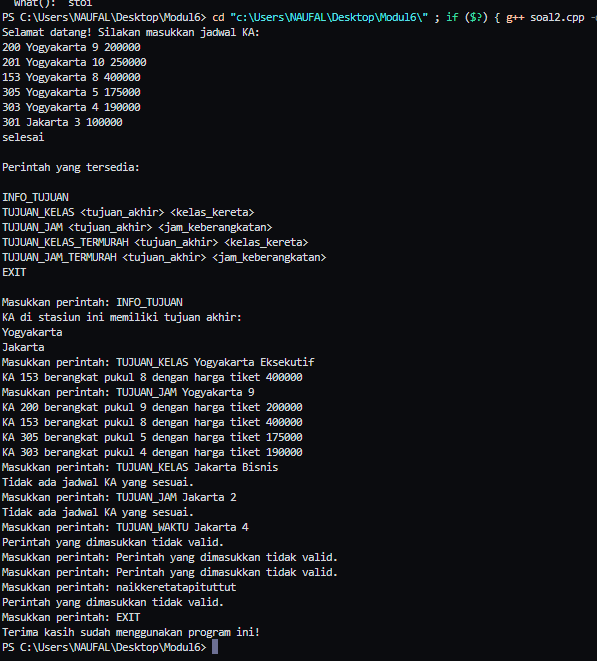 what():  stoi
PS C:\Users\NAUFAL\Desktop\Modul6> cd "c:\Users\NAUFAL\Desktop\Modul6\" ; if ($?) { g++ soal2.cpp
Selamat datang! Silakan masukkan jadwal KA:
200 Yogyakarta 9 200000
201 Yogyakarta 10 250000
153 Yogyakarta 8 400000
305 Yogyakarta 5 175000
303 Yogyakarta 4 190000
301 Jakarta 3 100000
selesai
Perintah yang tersedia:
INFO_TUJUAN
TUJUAN_KELAS <tujuan_akhir> <kelas_kereta>
TUJUAN_JAM <tujuan_akhir> <jam_keberangkatan>
TUJUAN_KELAS_TERMURAH <tujuan_akhir> <kelas_kereta>
TUJUAN_JAM_TERMURAH <tujuan_akhir> <jam_keberangkatan>
EXIT
Masukkan perintah: INFO_TUJUAN
KA di stasiun ini memiliki tujuan akhir:
Yogyakarta
Jakarta
Masukkan perintah: TUJUAN_KELAS Yogyakarta Eksekutif
KA 153 berangkat pukul 8 dengan harga tiket 400000
Masukkan perintah: TUJUAN_JAM Yogyakarta 9
KA 200 berangkat pukul 9 dengan harga tiket 200000
KA 153 berangkat pukul 8 dengan harga tiket 400000
KA 305 berangkat pukul 5 dengan harga tiket 175000
KA 303 berangkat pukul 4 dengan harga tiket 190000
Masukkan perintah: TUJUAN_KELAS Jakarta Bisnis
Tidak ada jadwal KA yang sesuai.
Masukkan perintah: TUJUAN_JAM Jakarta 2
Tidak ada jadwal KA yang sesuai.
Masukkan perintah: TUJUAN_WAKTU Jakarta 4
Perintah yang dimasukkan tidak valid.
Masukkan perintah: Perintah yang dimasukkan tidak valid.
Masukkan perintah: Perintah yang dimasukkan tidak valid.
Masukkan perintah: naikkeretatapituttut
Perintah yang dimasukkan tidak valid.
Masukkan perintah: EXIT
Terima kasih sudah menggunakan program ini!
PS C:\Users\NAUFAL\Desktop\Modul6>